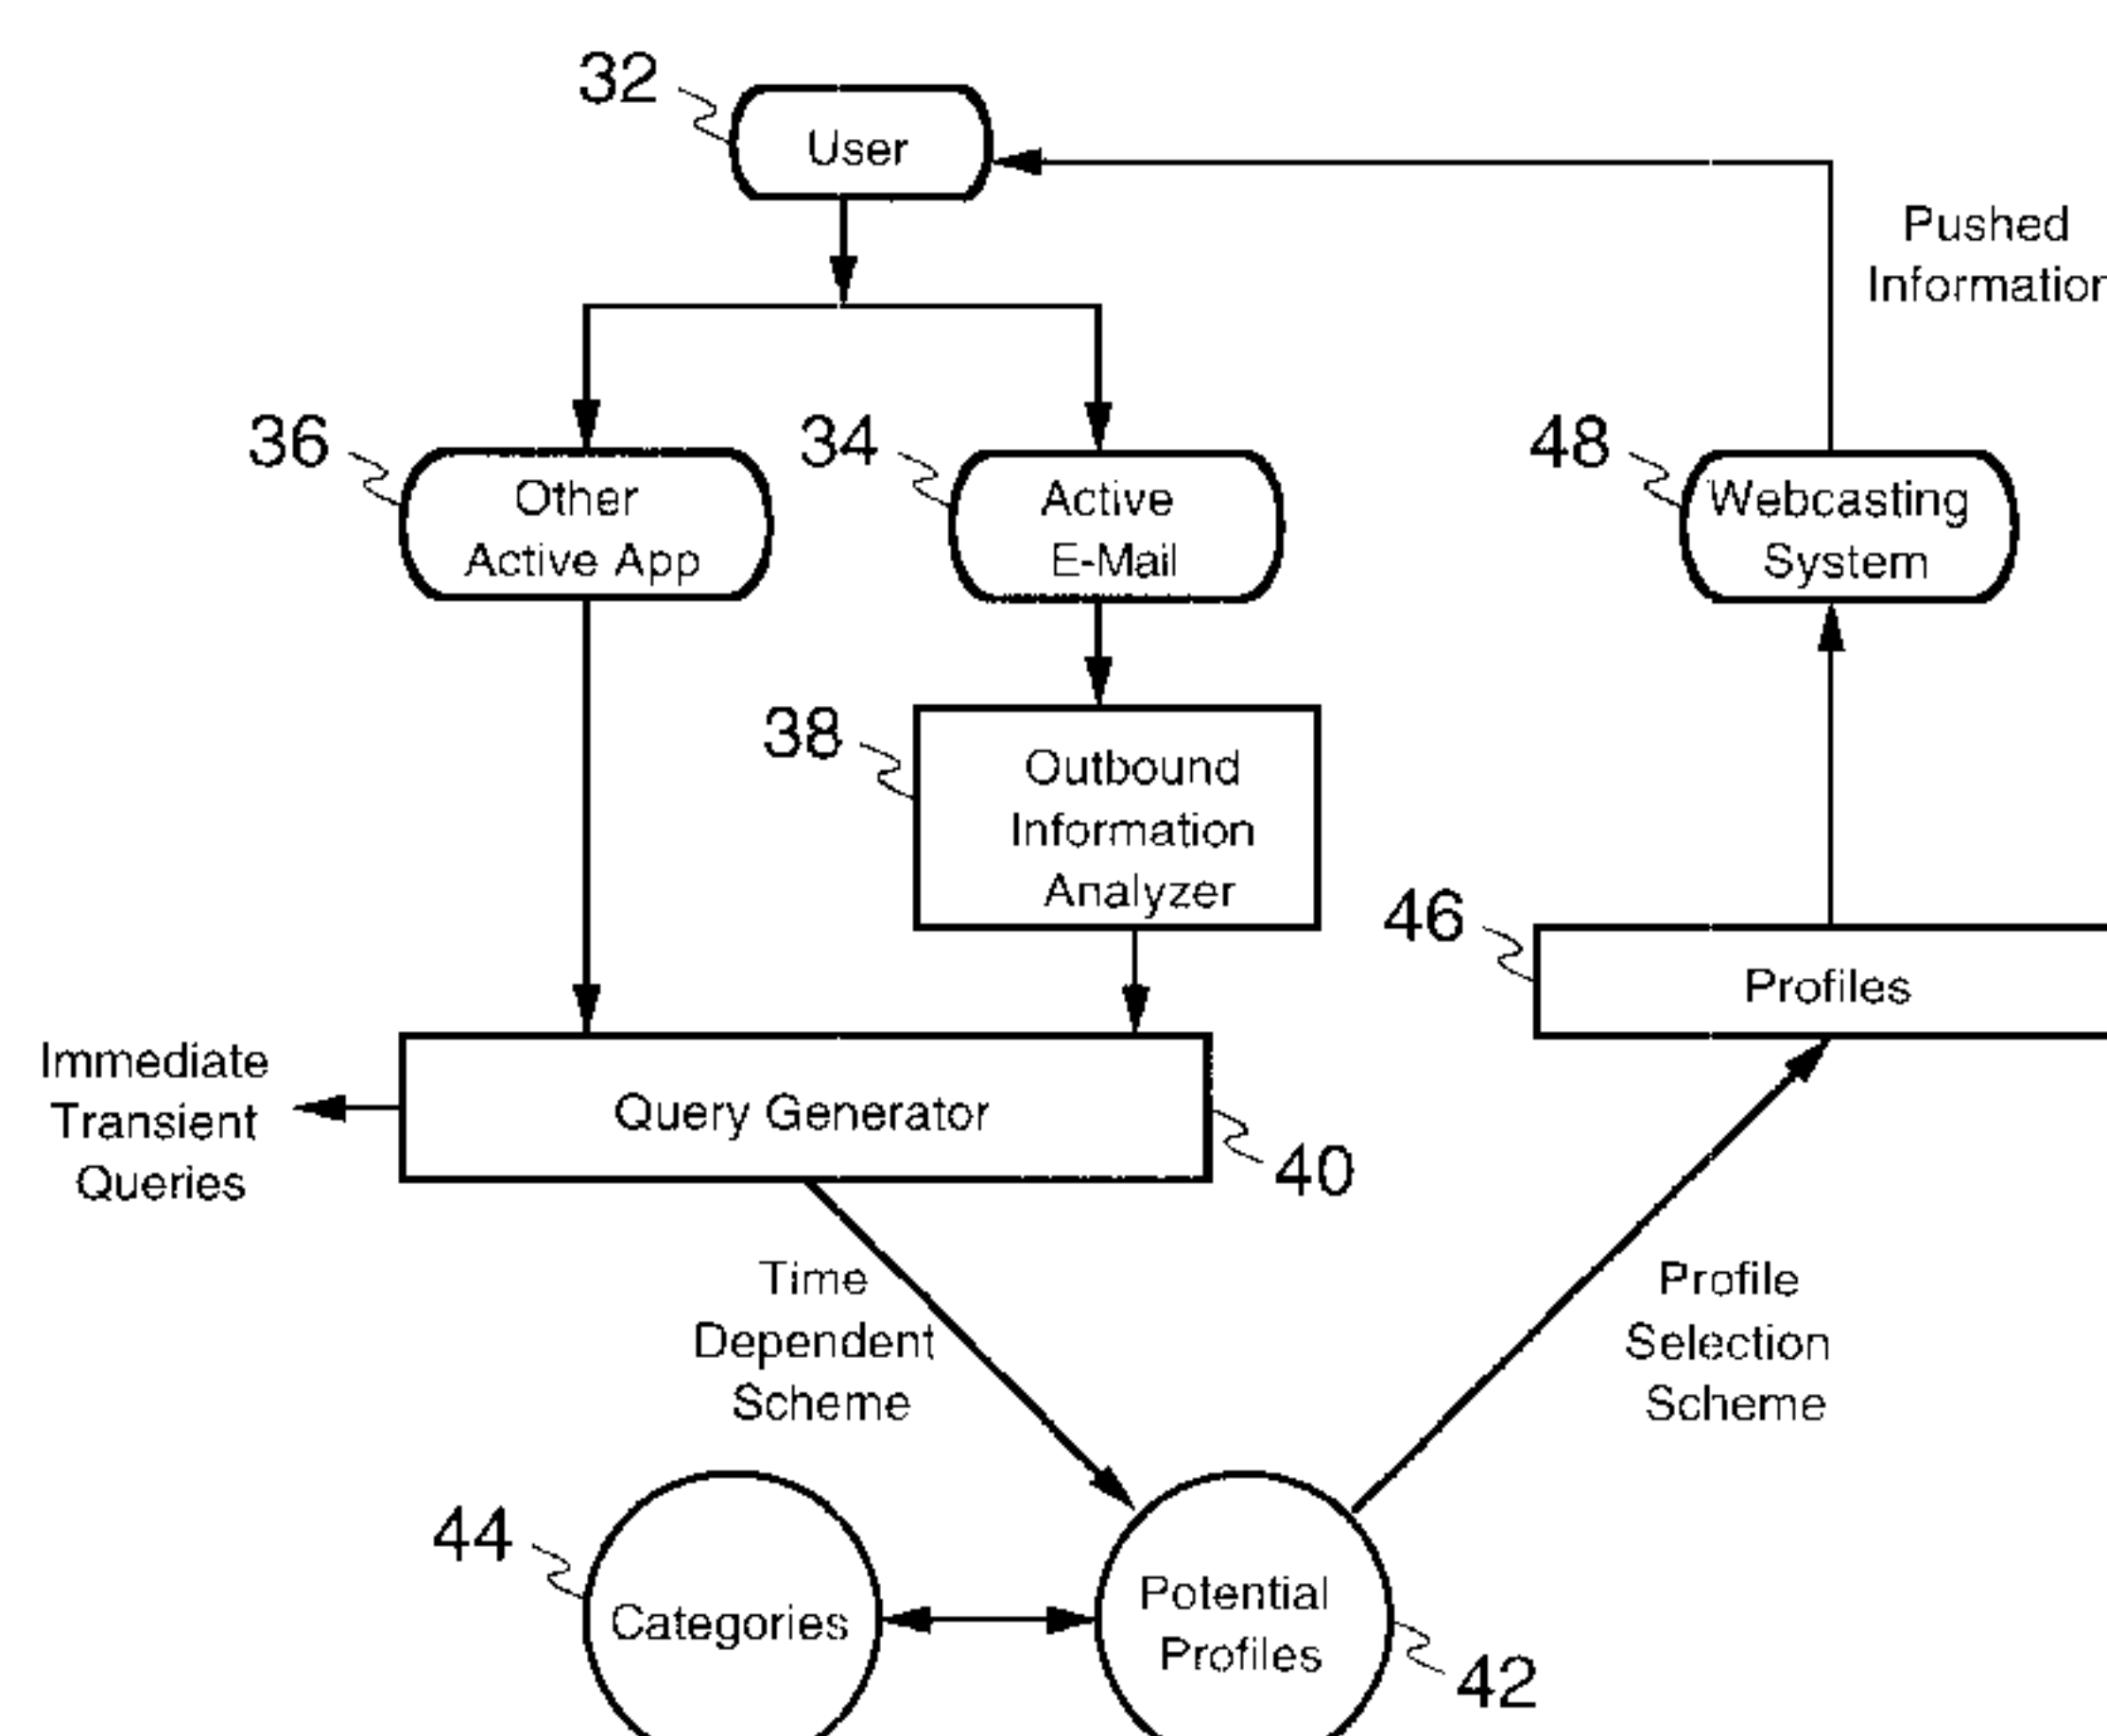 32
User
Pushed
Information
36
Other
Active App
34
Active
E-Mail
48
Webcasting
System
38
Outbound
Information
Analyzer
46
Profiles
Immediate
Transient
Queries
Query Generator
40
Time
Dependent
Scheme
Profile
Selection
Scheme
44
Categories
Potential
Profiles
42